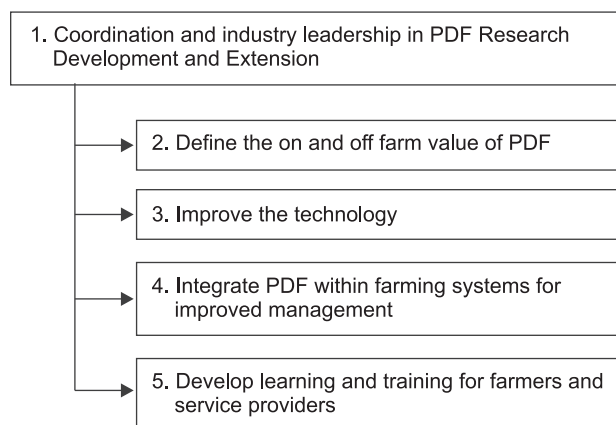 1. Coordination and industry leadership in PDF Research
Development and Extension
2. Define the on and off farm value of PDF
3. Improve the technology
4. Integrate PDF within farming systems for
improved management
5. Develop learning and training for farmers and
service providers